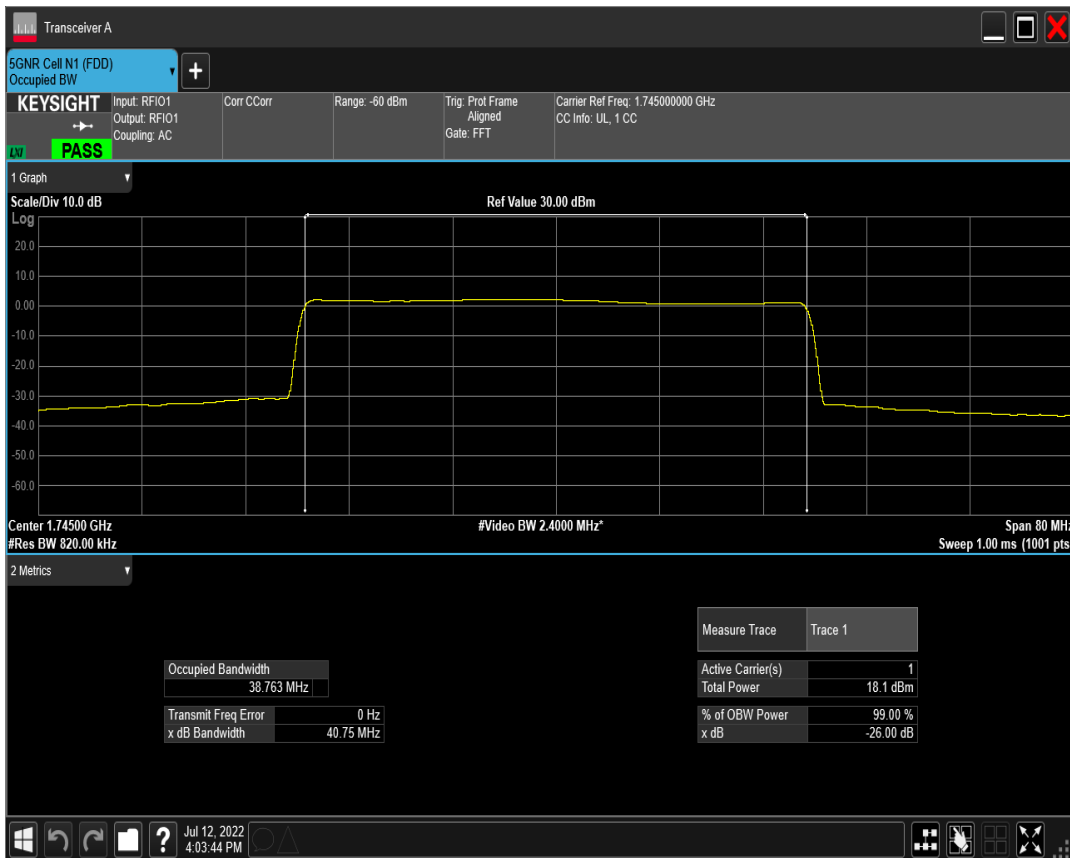 Transceiver A
5GNR Cell N1 (FDD)
Occupied BW
KEYSIGHT
LXI
PASS
Input: RFIO1
Output: RFIO1
Coupling: AC
Corr CCorr
Range: -60 dBm
Trig: Prot Frame
Aligned
Gate: FFT
Carrier Ref Freq: 1.745000000 GHz
CC Info: UL, 1 CC
1 Graph
Scale/Div 10.0 dB
Ref Value 30.00 dBm
Log
20.0
10.0
0.00
-10.0
-20.0
-30.0
-40.0
-50.0
-60.0
Center 1.74500 GHz
#Video BW 2.4000 MHz*
Span 80 MHz
#Res BW 820.00 kHz
Sweep 1.00 ms (1001 pts
2 Metrics
Measure Trace Trace 1
Occupied Bandwidth
38.763 MHz
Active Carrier(s) 1
Total Power 18.1 dBm
Transmit Freq Error 0 Hz
x dB Bandwidth 40.75 MHz
% of OBW Power 99.00 %
x dB -26.00 dB
Jul 12, 2022
4:03:44 PM